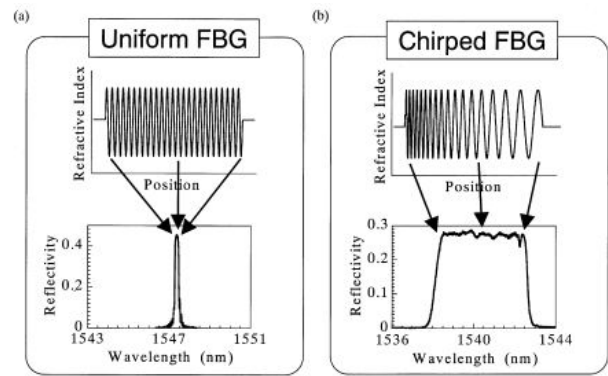 (a)
Uniform FBG
Refractive Index
Position
Reflectivity
0.4
0.2
0
1543
1547
1551
Wavelength (nm)
(b)
Chirped FBG
Refractive Index
Position
Reflectivity
0.3
0.2
0.1
0
1536
1540
1544
Wavelength (nm)